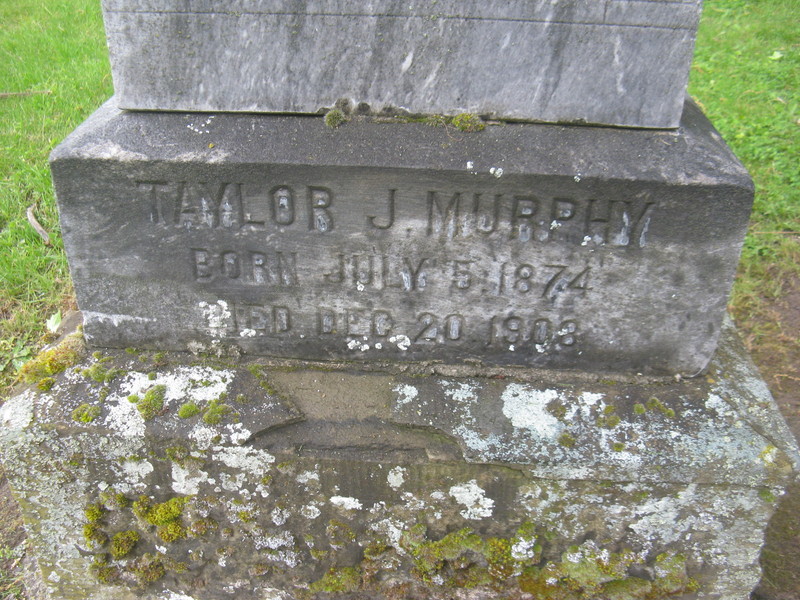 TAYLOR J. MURPHY
BORN JULY 5, 1874
DIED DEC 20, 1903